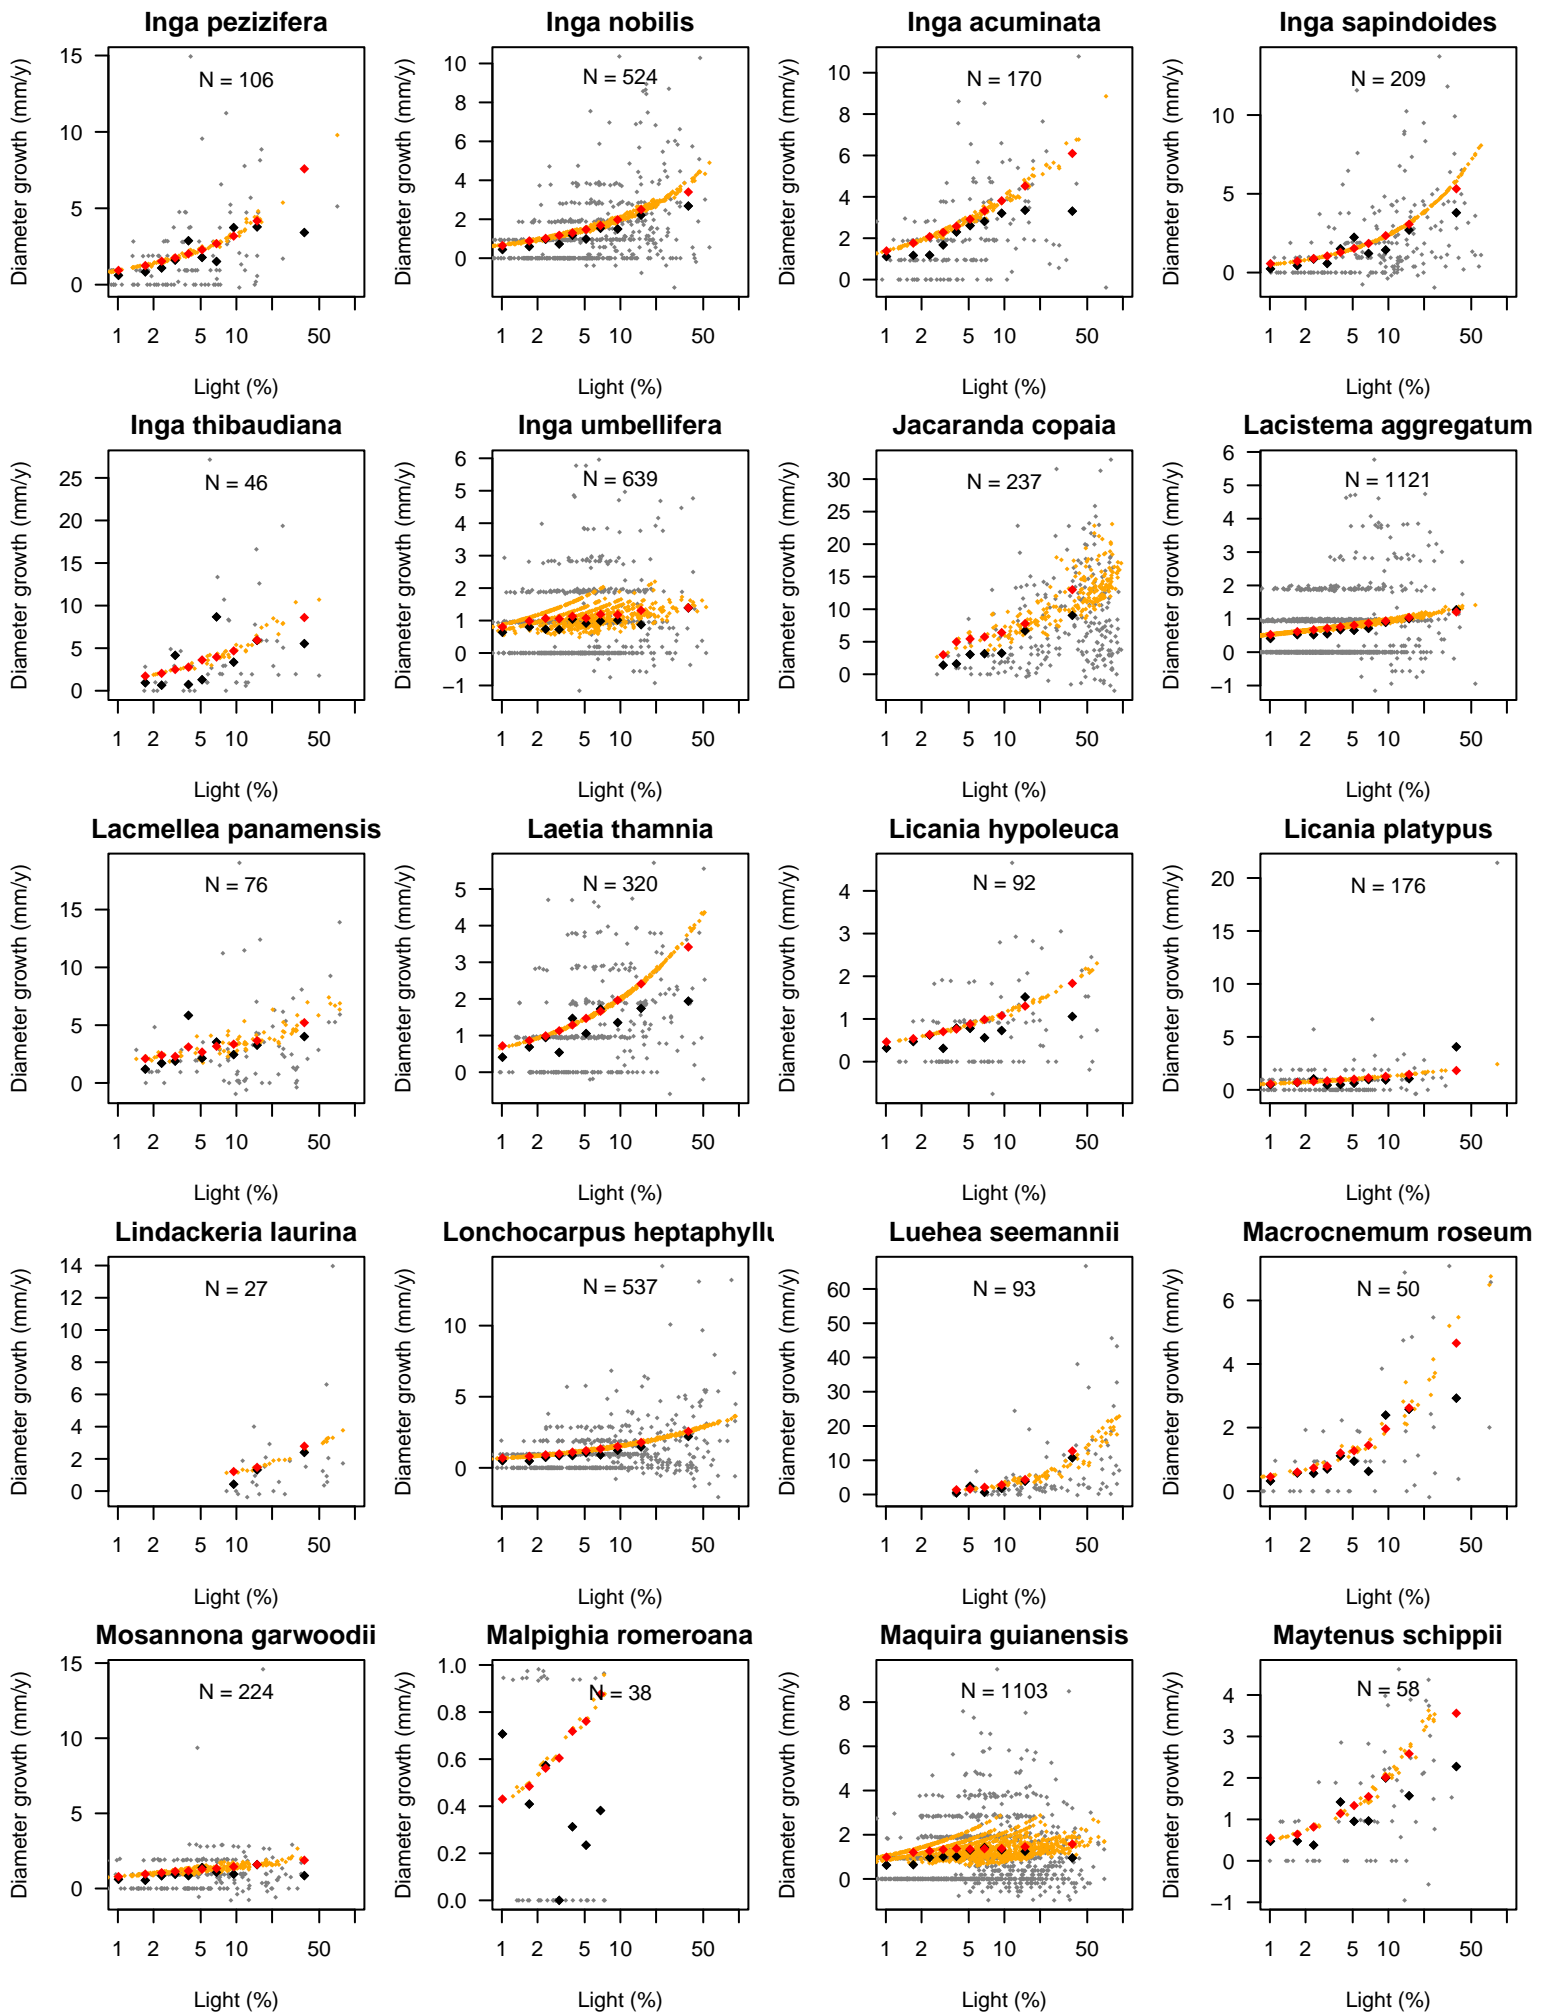 Inga pezizifera
N = 106
Diameter growth (mm/y)
15
10
5
0
1 2 5 10 50
Light (%)
Inga nobilis
N = 524
Diameter growth (mm/y)
10
8
6
4
2
0
1 2 5 10 50
Light (%)
Inga acuminata
N = 170
Diameter growth (mm/y)
10
8
6
4
2
0
1 2 5 10 50
Light (%)
Inga sapindoides
N = 209
Diameter growth (mm/y)
10
5
0
1 2 5 10 50
Light (%)
Inga thibaudiana
N = 46
Diameter growth (mm/y)
25
20
15
10
5
0
1 2 5 10 50
Light (%)
Inga umbellifera
N = 639
Diameter growth (mm/y)
6
5
4
3
2
1
0
−1
1 2 5 10 50
Light (%)
Jacaranda copaia
N = 237
Diameter growth (mm/y)
30
25
20
15
10
5
0
1 2 5 10 50
Light (%)
Lacistema aggregatum
N = 1121
Diameter growth (mm/y)
6
5
4
3
2
1
0
−1
1 2 5 10 50
Light (%)
Lacmellea panamensis
N = 76
Diameter growth (mm/y)
15
10
5
0
1 2 5 10 50
Light (%)
Laetia thamnia
N = 320
Diameter growth (mm/y)
5
4
3
2
1
0
1 2 5 10 50
Light (%)
Licania hypoleuca
N = 92
Diameter growth (mm/y)
4
3
2
1
0
1 2 5 10 50
Light (%)
Licania platypus
N = 176
Diameter growth (mm/y)
20
15
10
5
0
1 2 5 10 50
Light (%)
Lindackeria laurina
N = 27
Diameter growth (mm/y)
14
12
10
8
6
4
2
0
1 2 5 10 50
Light (%)
Lonchocarpus heptaphyllu
N = 537
Diameter growth (mm/y)
10
5
0
1 2 5 10 50
Light (%)
Luehea seemannii
N = 93
Diameter growth (mm/y)
60
50
40
30
20
10
0
1 2 5 10 50
Light (%)
Macrocnemum roseum
N = 50
Diameter growth (mm/y)
6
4
2
0
1 2 5 10 50
Light (%)
Mosannona garwoodii
N = 224
Diameter growth (mm/y)
15
10
5
0
1 2 5 10 50
Light (%)
Malpighia romeroana
N = 38
Diameter growth (mm/y)
1.0
0.8
0.6
0.4
0.2
0.0
1 2 5 10 50
Light (%)
Maquira guianensis
N = 1103
Diameter growth (mm/y)
8
6
4
2
0
1 2 5 10 50
Light (%)
Maytenus schippii
N = 58
Diameter growth (mm/y)
4
3
2
1
0
−1
1 2 5 10 50
Light (%)